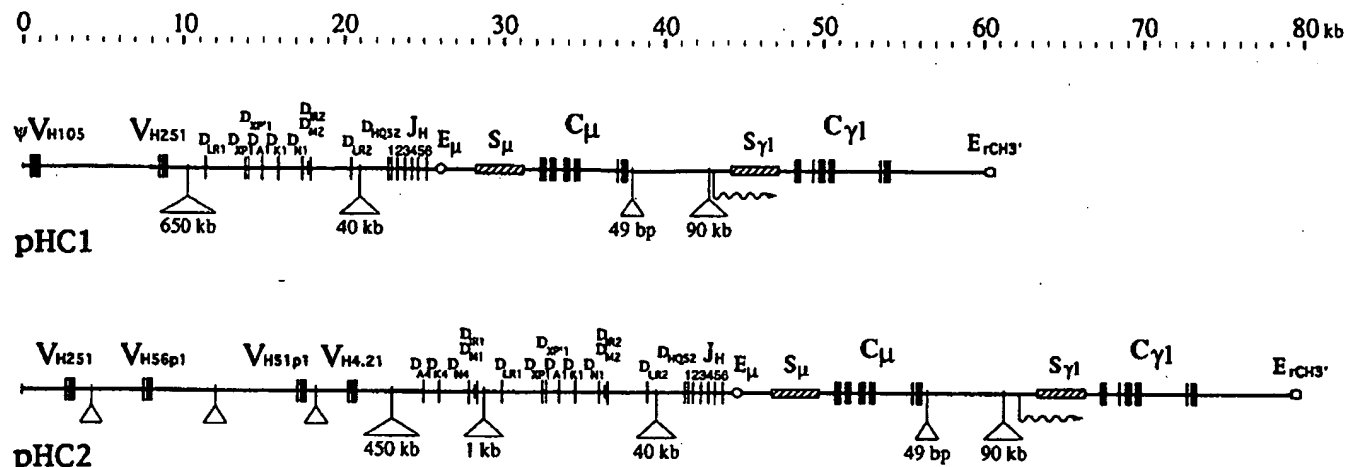 0 10 20 30 40 50 60 70 80 kb
ψVH105 VH251 DLR1 DXP1 DXP'1 DA1 DK1 DN1 DM2 DIR2 DLR2 DHQ52 JH 123456 Eμ Sμ Cμ Sγ1 Cγ1 ErCH3'
650 kb 40 kb 49 bp 90 kb
pHC1
VH251 VH56p1 VH51p1 VH4.21 DA4 DK4 DN4 DM1 DIR1 DLR1 DXP1 DXP'1 DA1 DK1 DN1 DM2 DIR2 DLR2 DHQ52 JH 123456 Eμ Sμ Cμ Sγ1 Cγ1 ErCH3'
450 kb 1 kb 40 kb 49 bp 90 kb
pHC2